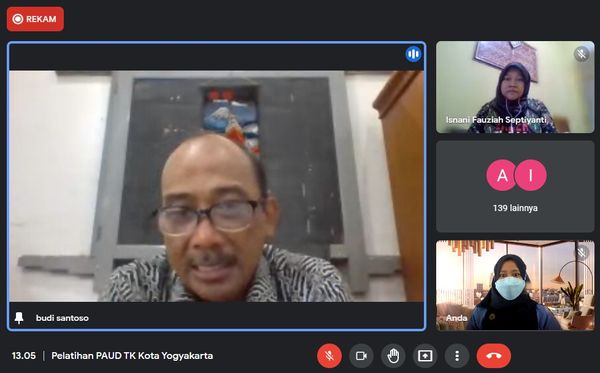 REKAM
budi santoso
Isnani Fauziah Septiyanti
A I
139 lainnya
Anda
13.05 | Pelatihan PAUD TK Kota Yogyakarta